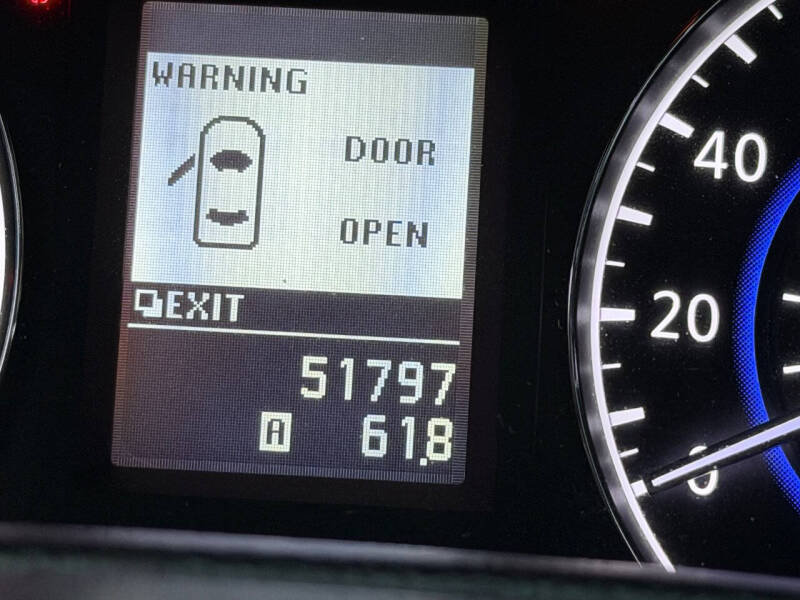 WARNING
DOOR
OPEN
EXIT
51797
A 61.8
40
20
0